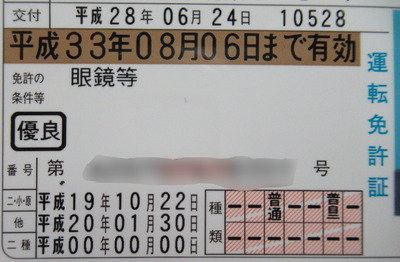 交付 平成28年06月24日 10528
平成33年08月06日まで有効
免許の
条件等 眼鏡等
優良
番号 第 号
二・小・原 平成19年10月22日
他 平成20年01月30日
二種 平成00年00月00日
種類 － － 普通 － 普自二 －
－ － － － － －
運転免許証